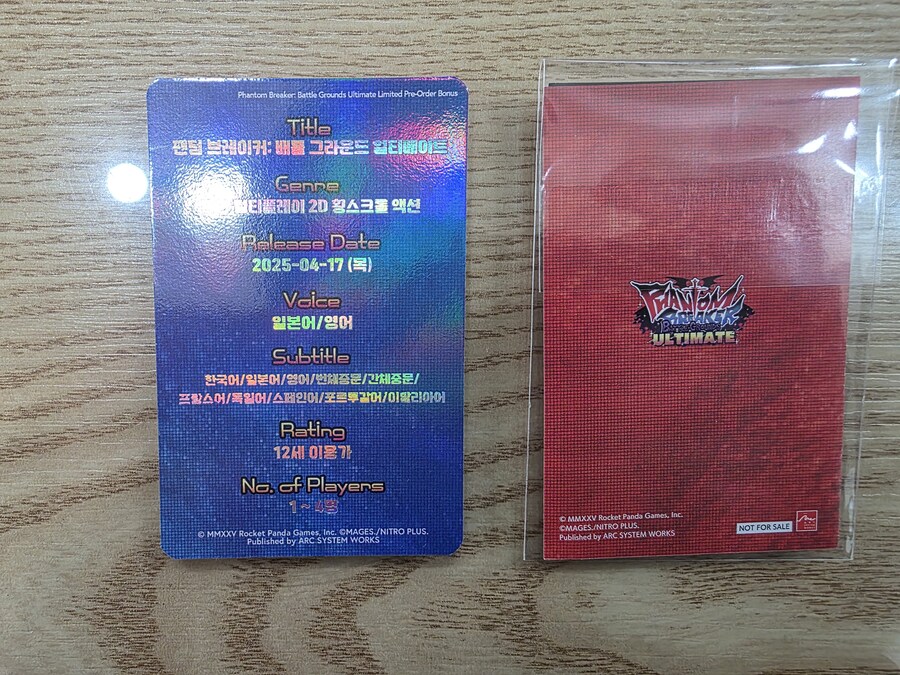 Phantom Breaker: Battle Grounds Ultimate Limited Pre-Order Bonus
Title
팬텀 브레이커: 배틀 그라운드 얼티메이트
Genre
멀티플레이 2D 횡스크롤 액션
Release Date
2025-04-17 (목)
Voice
일본어/영어
Subtitle
한국어/일본어/영어/번체중문/간체중문/
프랑스어/독일어/스페인어/포르투갈어/이탈리아어
Rating
12세 이용가
No. of Players
1 ~ 4명
© MMXXV Rocket Panda Games, Inc. ©MAGES./NITRO PLUS.
Published by ARC SYSTEM WORKS
PHANTOM
BREAKER
Battle Grounds
ULTIMATE
© MMXXV Rocket Panda Games, Inc.
©MAGES./NITRO PLUS.
Published by ARC SYSTEM WORKS
NOT FOR SALE